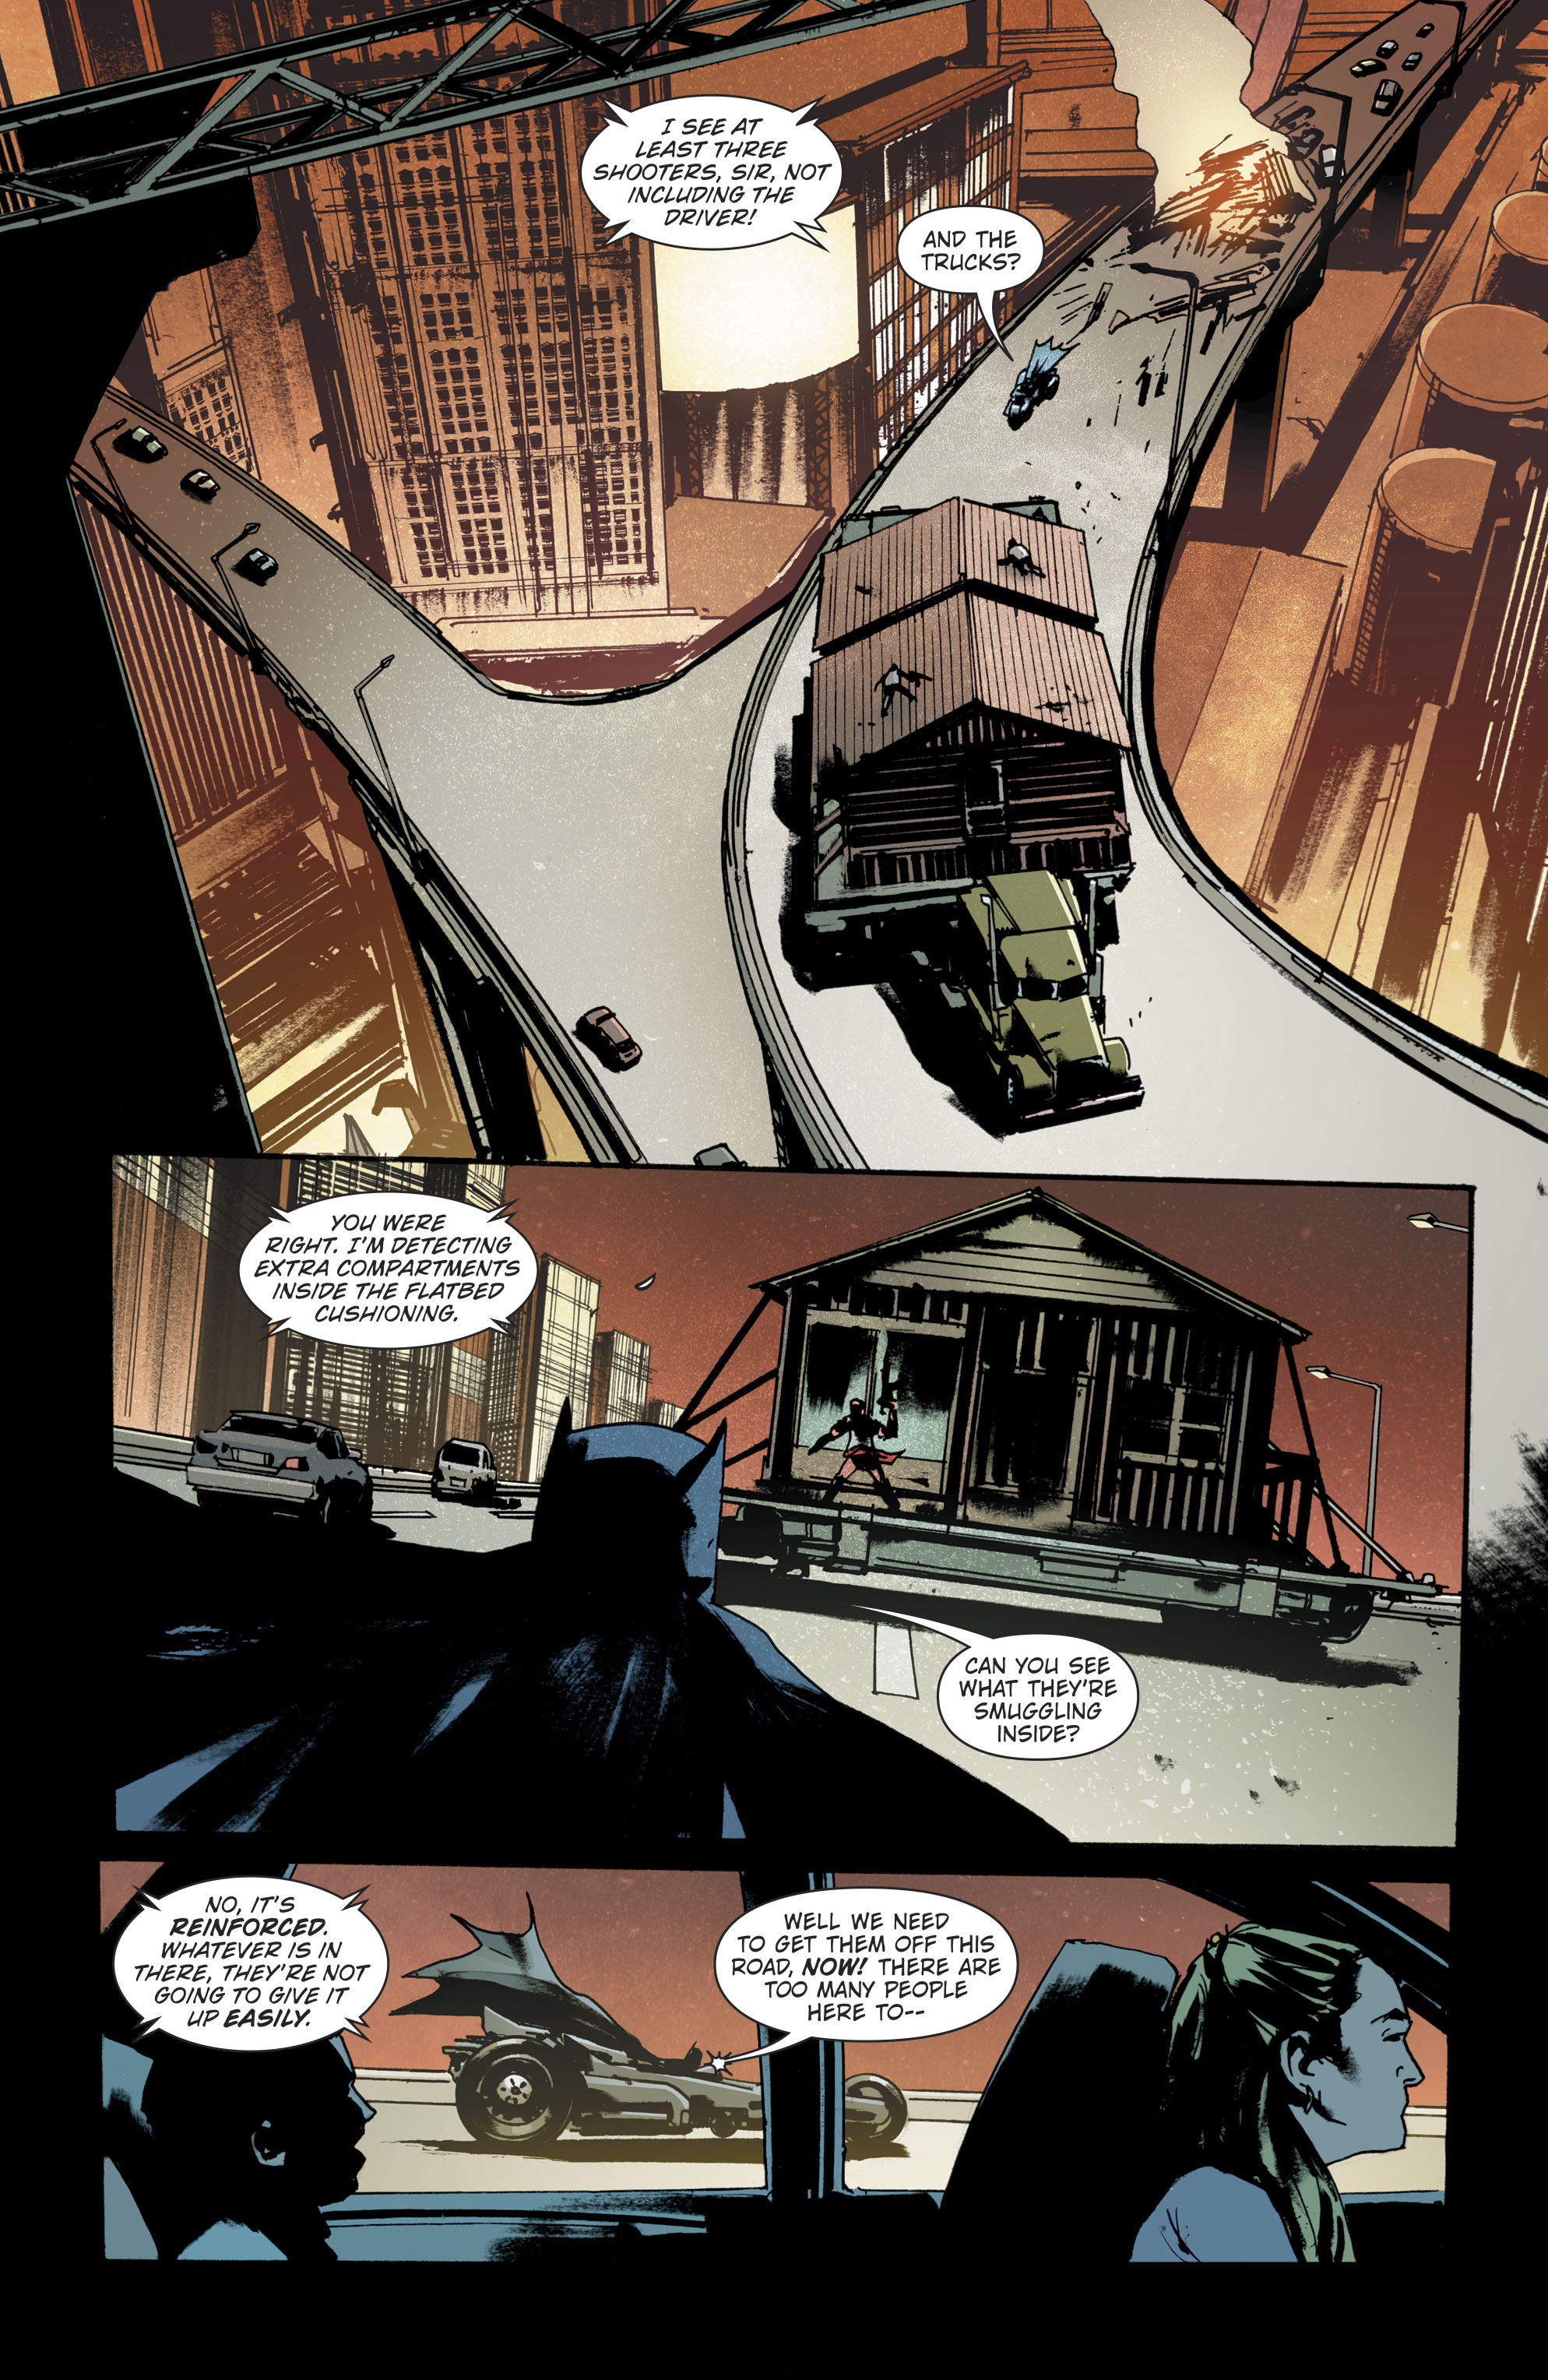 I SEE AT
LEAST THREE
SHOOTERS, SIR, NOT
INCLUDING THE
DRIVER!
AND THE
TRUCKS?
YOU WERE
RIGHT. I'M DETECTING
EXTRA COMPARTMENTS
INSIDE THE FLATBED
CUSHIONING.
CAN YOU SEE
WHAT THEY'RE
SMUGGLING
INSIDE?
NO, IT'S
REINFORCED.
WHATEVER IS IN
THERE, THEY'RE NOT
GOING TO GIVE IT
UP EASILY.
WELL WE NEED
TO GET THEM OFF THIS
ROAD, NOW! THERE ARE
TOO MANY PEOPLE
HERE TO--